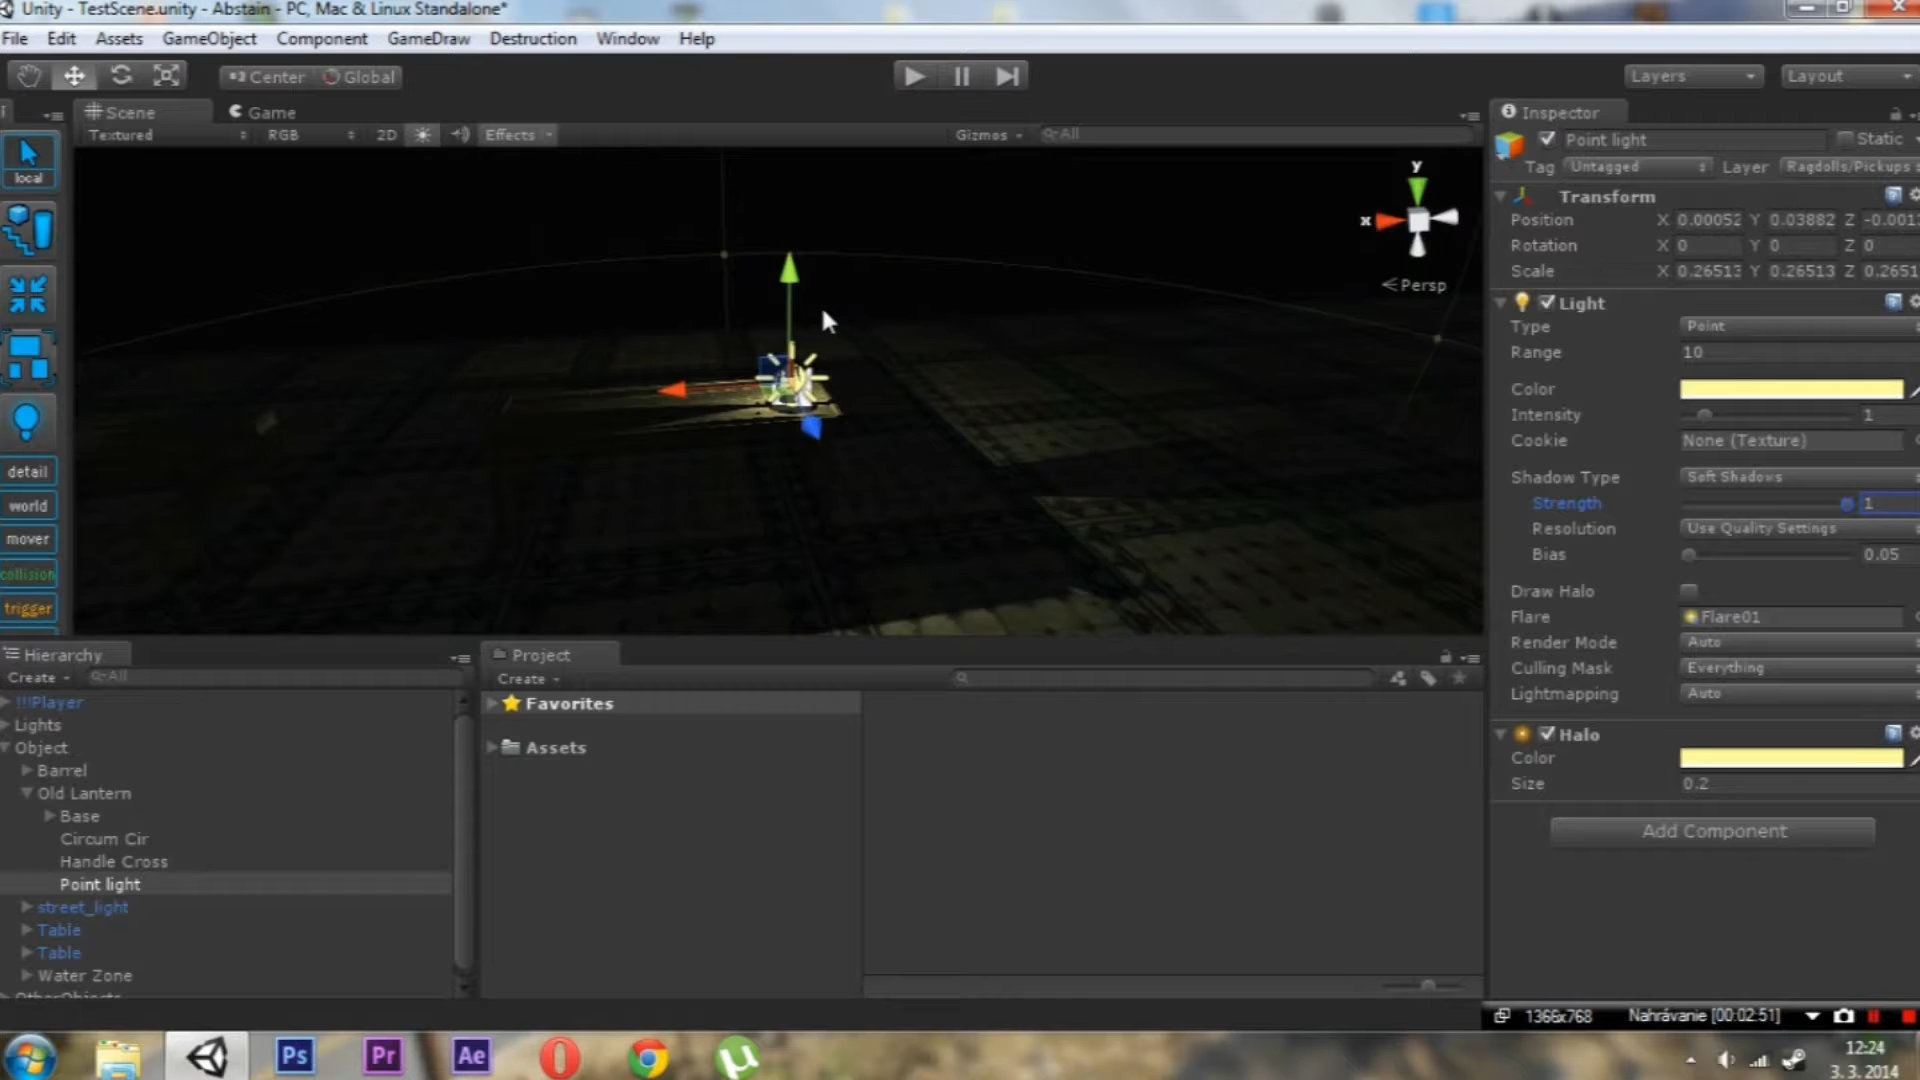 Unity - TestScene.unity - Abstain - PC, Mac & Linux Standalone*
File Edit Assets GameObject Component GameDraw Destruction Window Help
Center Global Layers Layout
Scene Game
Textured RGB 2D Effects Gizmos All
local
detail
world
mover
collision
trigger
y
x
Persp
Inspector
Point light Static
Tag Untagged Layer Ragdolls/Pickups
Transform
Position X 0.00052 Y 0.03882 Z
Rotation X 0 Y 0 Z 0
Scale X 0.26513 Y 0.26513 Z 0.2651
Light
Type Point
Range 10
Color
Intensity 1
Cookie None (Texture)
Shadow Type Soft Shadows
Strength 1
Resolution Use Quality Settings
Bias 0.05
Draw Halo
Flare Flare01
Render Mode Auto
Culling Mask Everything
Lightmapping Auto
Halo
Color
Size 0.2
Add Component
Hierarchy
Create All
!!!Player
Lights
Object
Barrel
Old Lantern
Base
Circum Cir
Handle Cross
Point light
street_light
Table
Table
Water Zone
OtherObjects
Project
Create
Favorites
Assets
1366x768 Nahrávanie [00:02:51]
Ps Pr Ae
12:24
3. 3. 2014